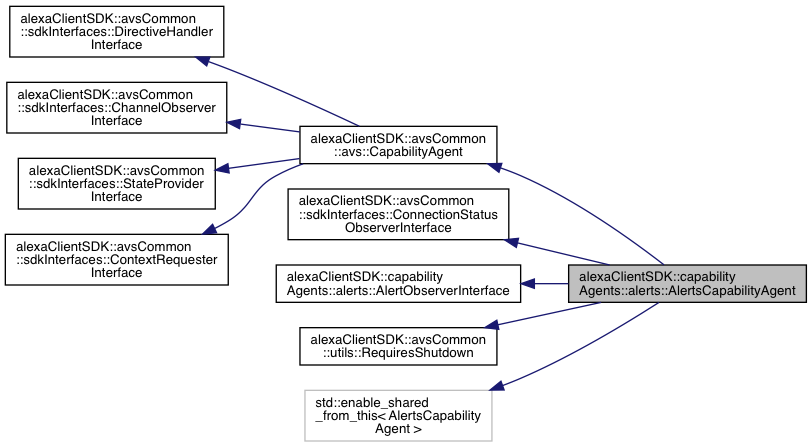 alexaClientSDK::avsCommon
::sdkInterfaces::DirectiveHandler
Interface
alexaClientSDK::avsCommon
::sdkInterfaces::ChannelObserver
Interface
alexaClientSDK::avsCommon
::avs::CapabilityAgent
alexaClientSDK::avsCommon
::sdkInterfaces::StateProvider
Interface
alexaClientSDK::avsCommon
::sdkInterfaces::ConnectionStatus
ObserverInterface
alexaClientSDK::avsCommon
::sdkInterfaces::ContextRequester
Interface
alexaClientSDK::capability
Agents::alerts::AlertObserverInterface
alexaClientSDK::capability
Agents::alerts::AlertsCapabilityAgent
alexaClientSDK::avsCommon
::utils::RequiresShutdown
std::enable_shared
_from_this< AlertsCapability
Agent >